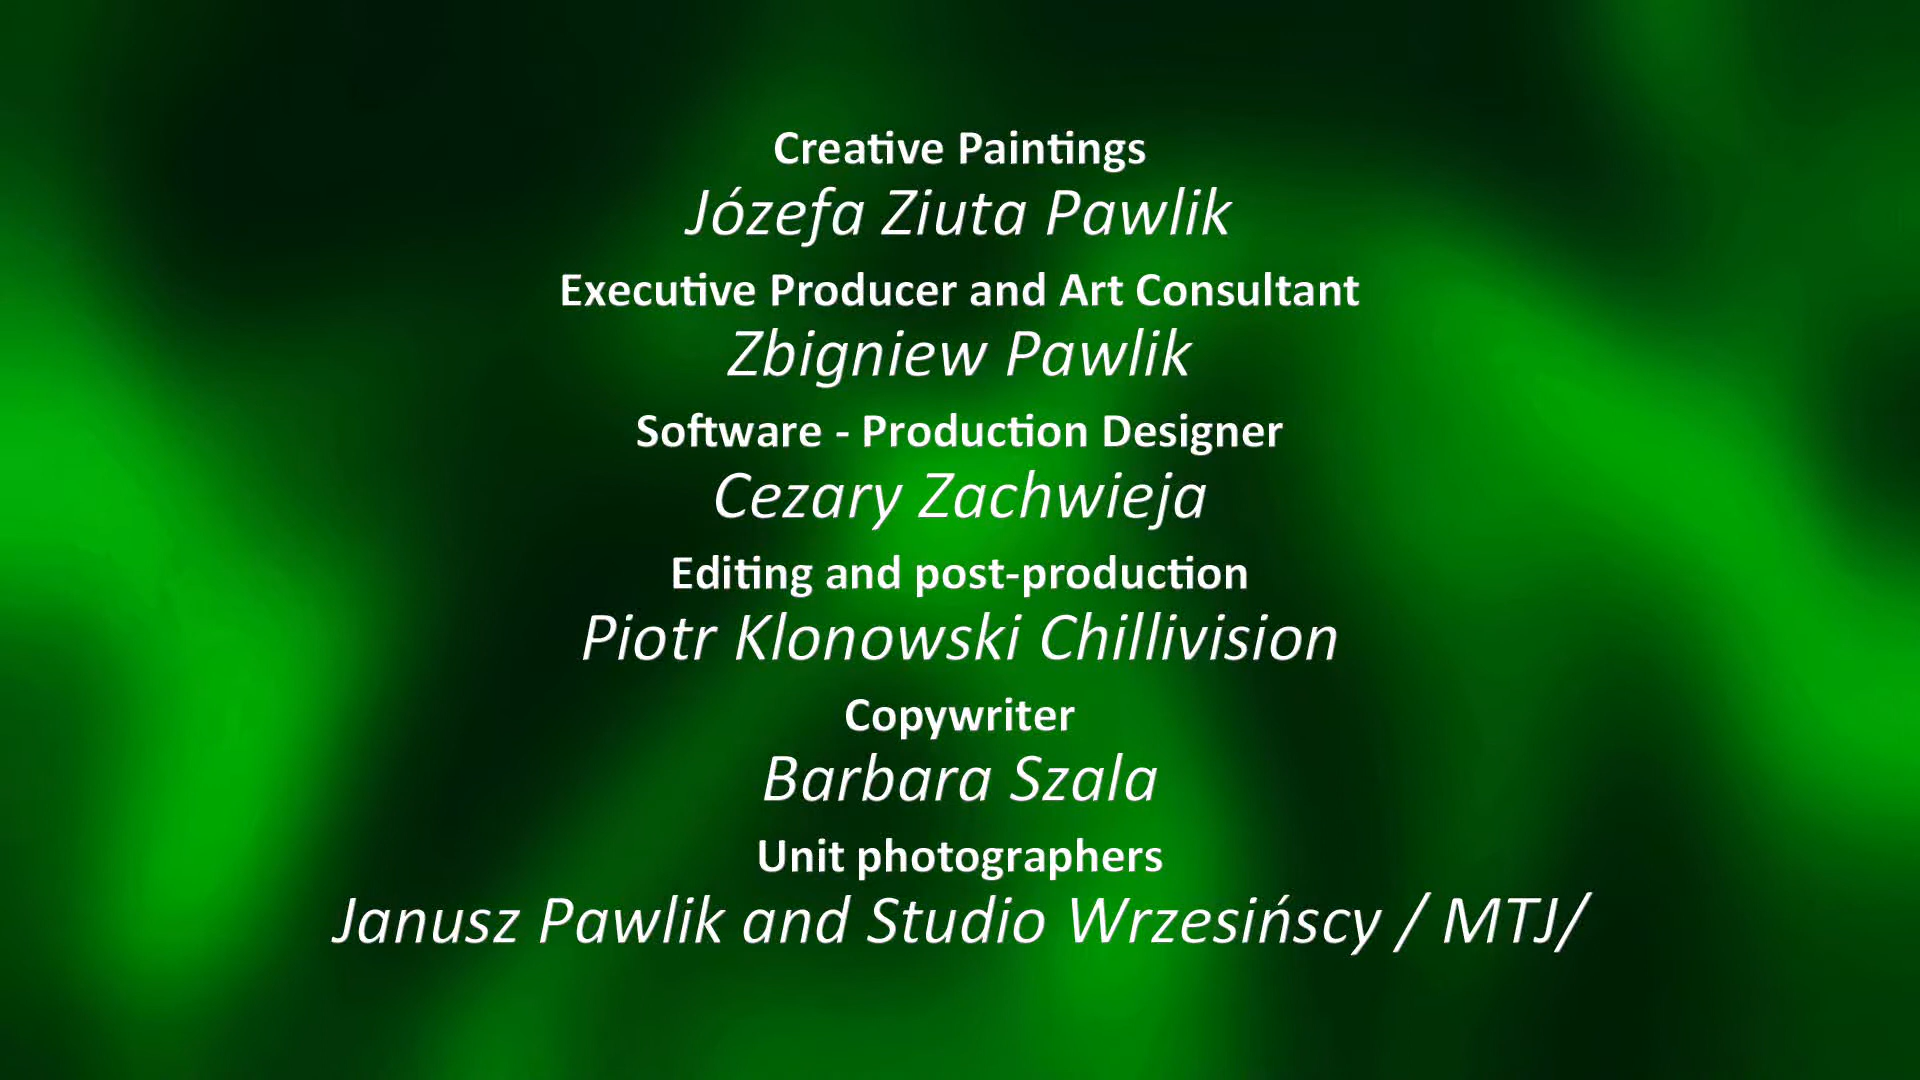 Creative Paintings
Józefa Ziuta Pawlik
Executive Producer and Art Consultant
Zbigniew Pawlik
Software - Production Designer
Cezary Zachwieja
Editing and post-production
Piotr Klonowski Chillivision
Copywriter
Barbara Szala
Unit photographers
Janusz Pawlik and Studio Wrzesińscy / MTJ/